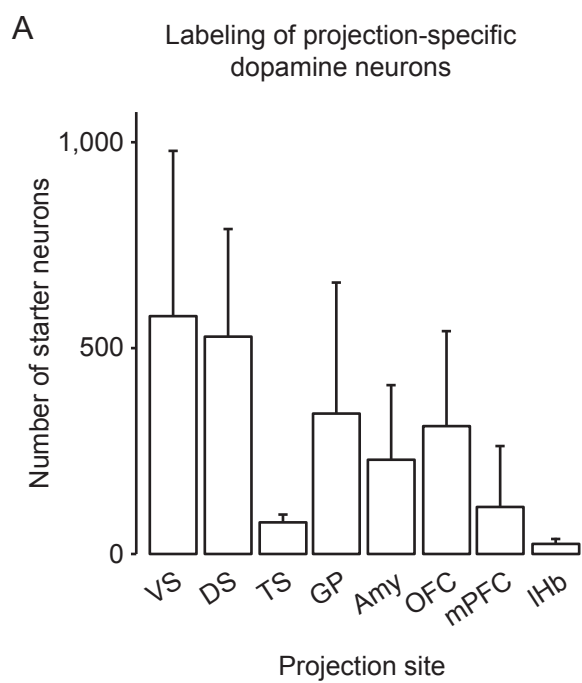 A
Labeling of projection-specific
dopamine neurons
Number of starter neurons
1,000
500
0
VS
DS
TS
GP
Amy
OFC
mPFC
lHb
Projection site